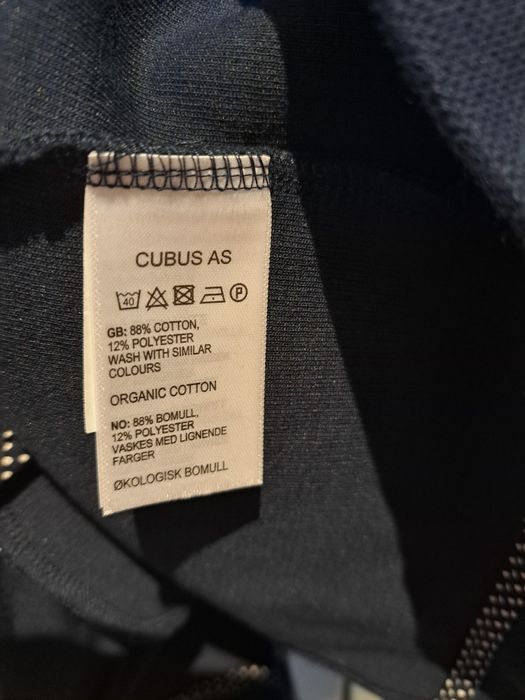 CUBUS AS
40 P
GB: 88% COTTON,
12% POLYESTER
WASH WITH SIMILAR
COLOURS
ORGANIC COTTON
NO: 88% BOMULL,
12% POLYESTER
VASKES MED LIGNENDE
FARGER
ØKOLOGISK BOMULL